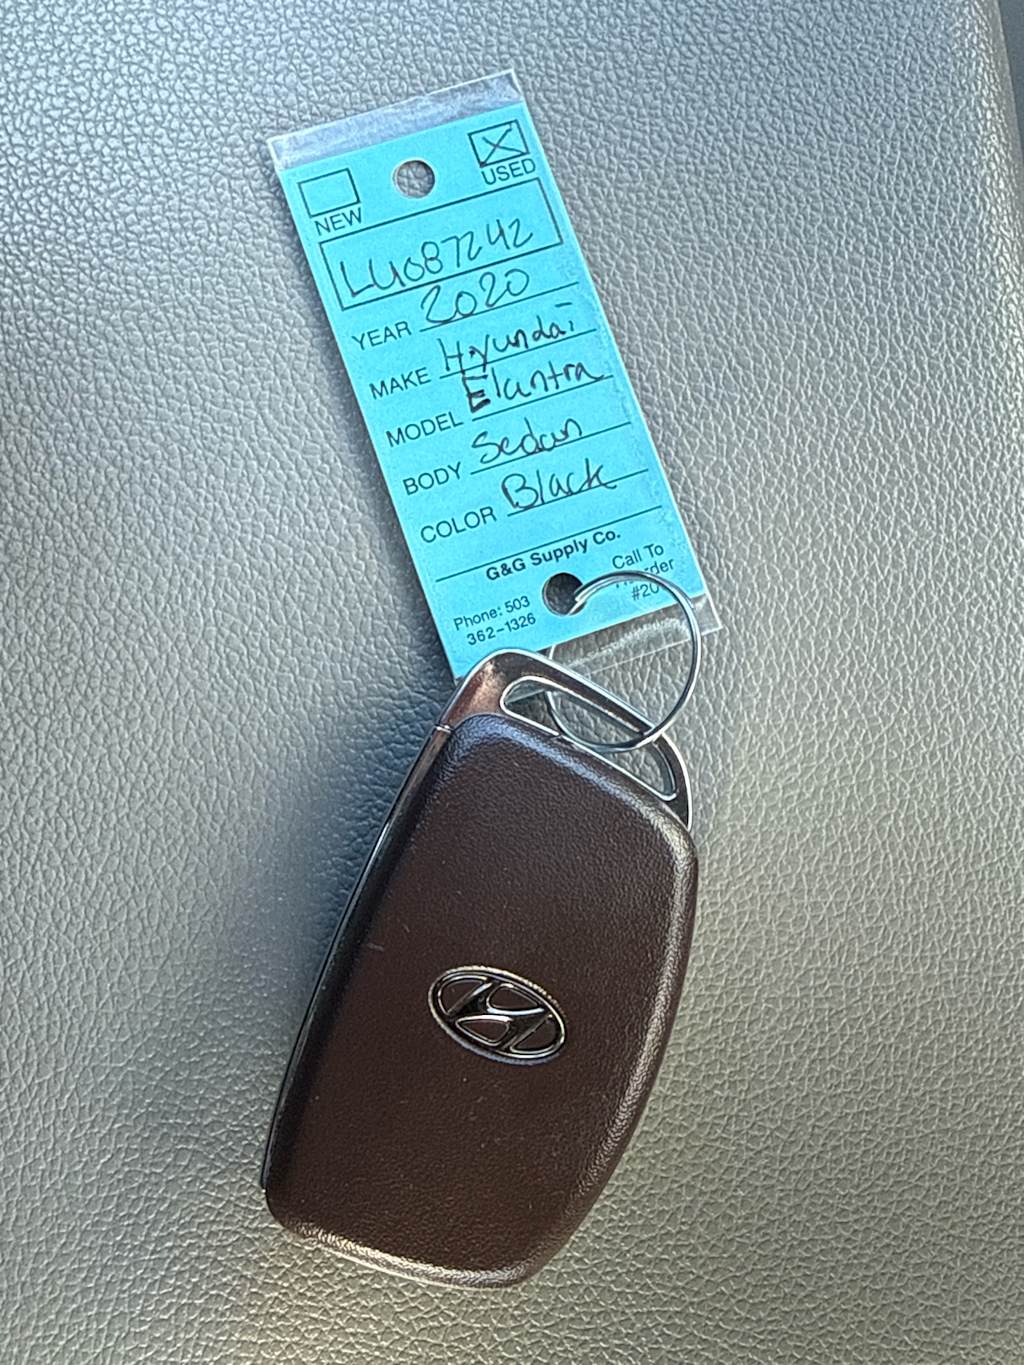 NEW
USED
LU087242
YEAR 2020
MAKE Hyundai
MODEL Elantra
BODY Sedan
COLOR Black
G&G Supply Co.
Phone: 503
362-1326
Call To